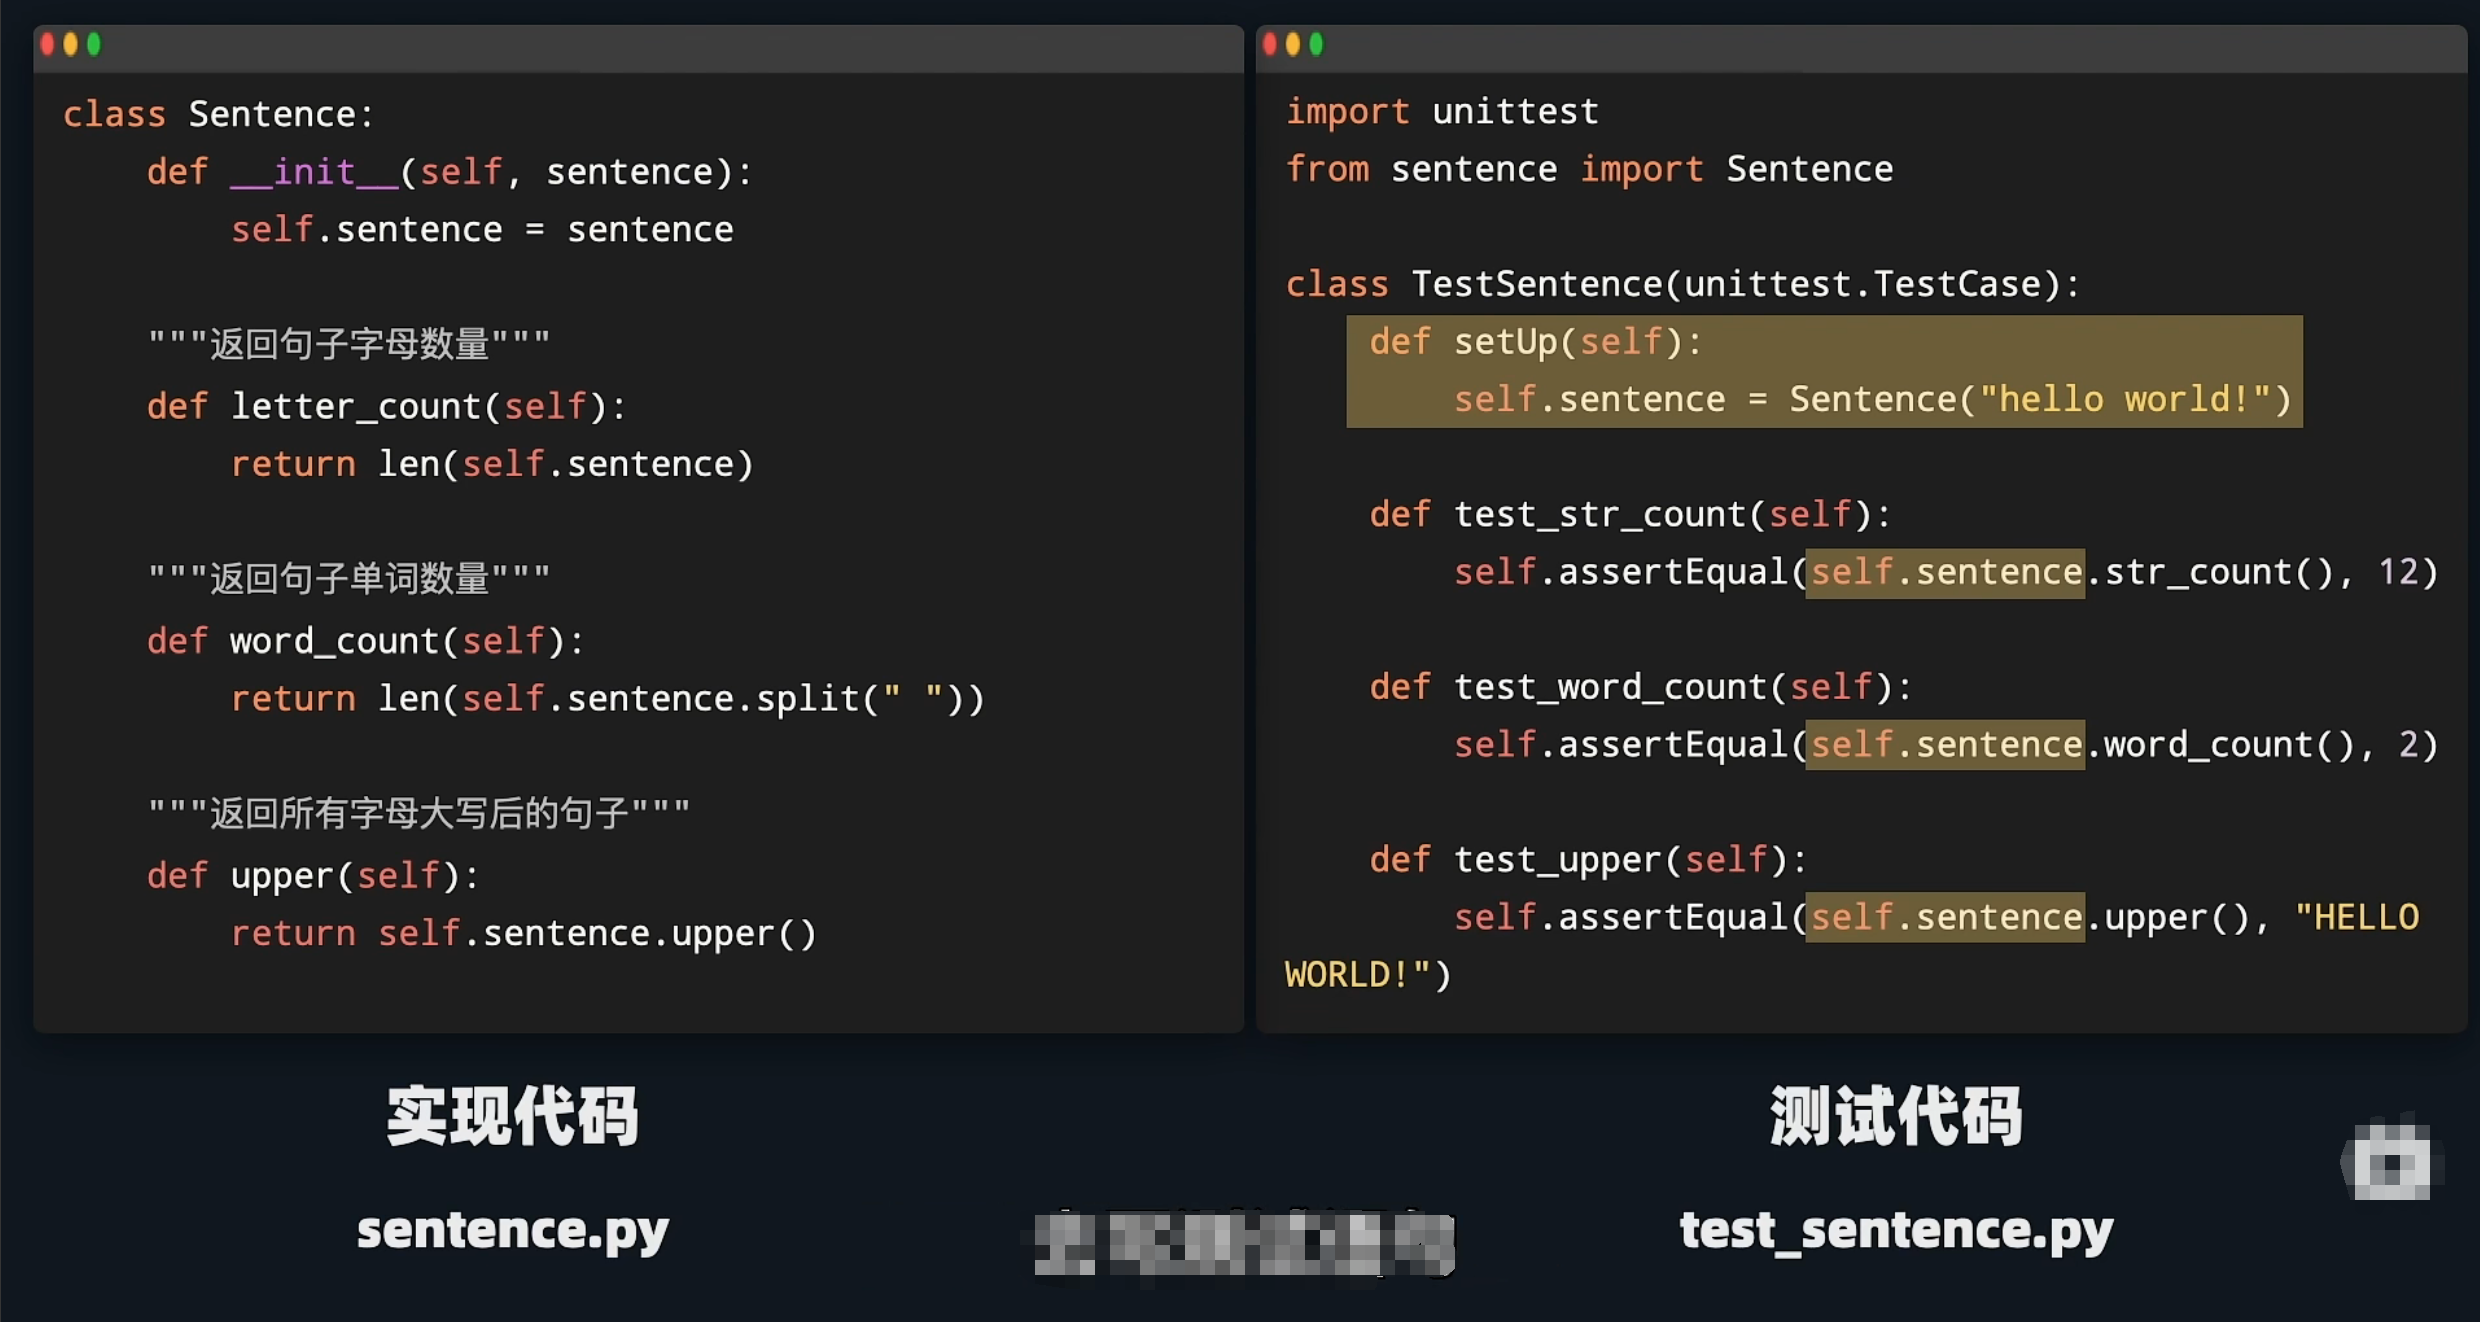 class Sentence:
    def __init__(self, sentence):
        self.sentence = sentence

    """返回句子字母数量"""
    def letter_count(self):
        return len(self.sentence)

    """返回句子单词数量"""
    def word_count(self):
        return len(self.sentence.split(" "))

    """返回所有字母大写后的句子"""
    def upper(self):
        return self.sentence.upper()

实现代码
sentence.py

import unittest
from sentence import Sentence

class TestSentence(unittest.TestCase):
    def setUp(self):
        self.sentence = Sentence("hello world!")

    def test_str_count(self):
        self.assertEqual(self.sentence.str_count(), 12)

    def test_word_count(self):
        self.assertEqual(self.sentence.word_count(), 2)

    def test_upper(self):
        self.assertEqual(self.sentence.upper(), "HELLO
WORLD!")

测试代码
test_sentence.py